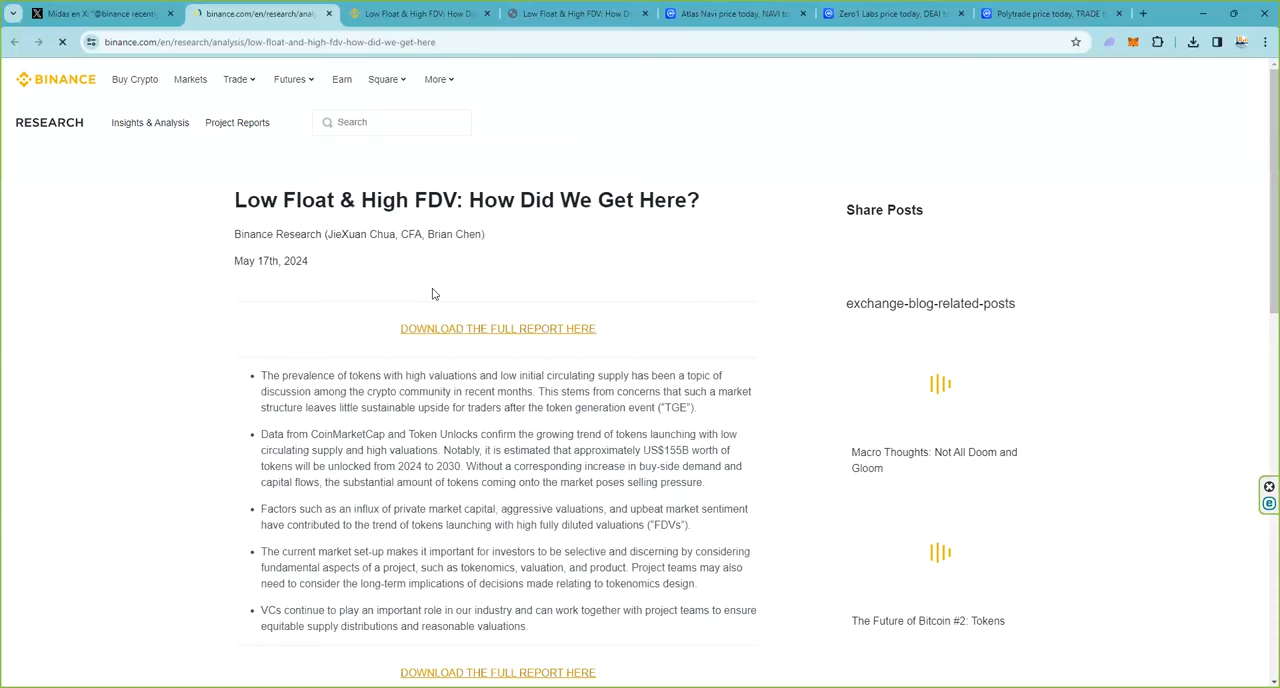 Midas en X: "@binance recenti
binance.com/en/research/anal
Low Float & High FDV: How Di
Low Float & High FDV: How Di
Atlas Navi price today, NAVI to
Zero1 Labs price today, DEAI t
Polytrade price today, TRADE t
binance.com/en/research/analysis/low-float-and-high-fdv-how-did-we-get-here
BINANCE
Buy Crypto
Markets
Trade
Futures
Earn
Square
More
RESEARCH
Insights & Analysis
Project Reports
Search
Low Float & High FDV: How Did We Get Here?
Binance Research (JieXuan Chua, CFA, Brian Chen)
May 17th, 2024
DOWNLOAD THE FULL REPORT HERE
• The prevalence of tokens with high valuations and low initial circulating supply has been a topic of
discussion among the crypto community in recent months. This stems from concerns that such a market
structure leaves little sustainable upside for traders after the token generation event ("TGE").
• Data from CoinMarketCap and Token Unlocks confirm the growing trend of tokens launching with low
circulating supply and high valuations. Notably, it is estimated that approximately US$155B worth of
tokens will be unlocked from 2024 to 2030. Without a corresponding increase in buy-side demand and
capital flows, the substantial amount of tokens coming onto the market poses selling pressure.
• Factors such as an influx of private market capital, aggressive valuations, and upbeat market sentiment
have contributed to the trend of tokens launching with high fully diluted valuations ("FDVs").
• The current market set-up makes it important for investors to be selective and discerning by considering
fundamental aspects of a project, such as tokenomics, valuation, and product. Project teams may also
need to consider the long-term implications of decisions made relating to tokenomics design.
• VCs continue to play an important role in our industry and can work together with project teams to ensure
equitable supply distributions and reasonable valuations.
DOWNLOAD THE FULL REPORT HERE
Share Posts
exchange-blog-related-posts
Macro Thoughts: Not All Doom and
Gloom
The Future of Bitcoin #2: Tokens